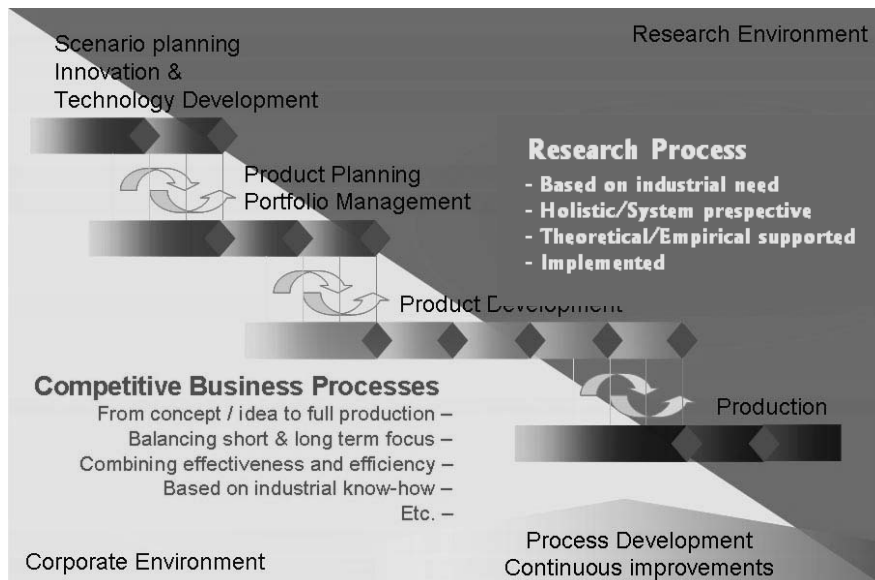 Scenario planning
Innovation &
Technology Development
Research Environment
Research Process
- Based on industrial need
- Holistic/System prespective
- Theoretical/Empirical supported
- Implemented
Product Planning
Portfolio Management
Product Development
Competitive Business Processes
From concept / idea to full production –
Balancing short & long term focus –
Combining effectiveness and efficiency –
Based on industrial know-how –
Etc. –
Production
Process Development
Continuous improvements
Corporate Environment